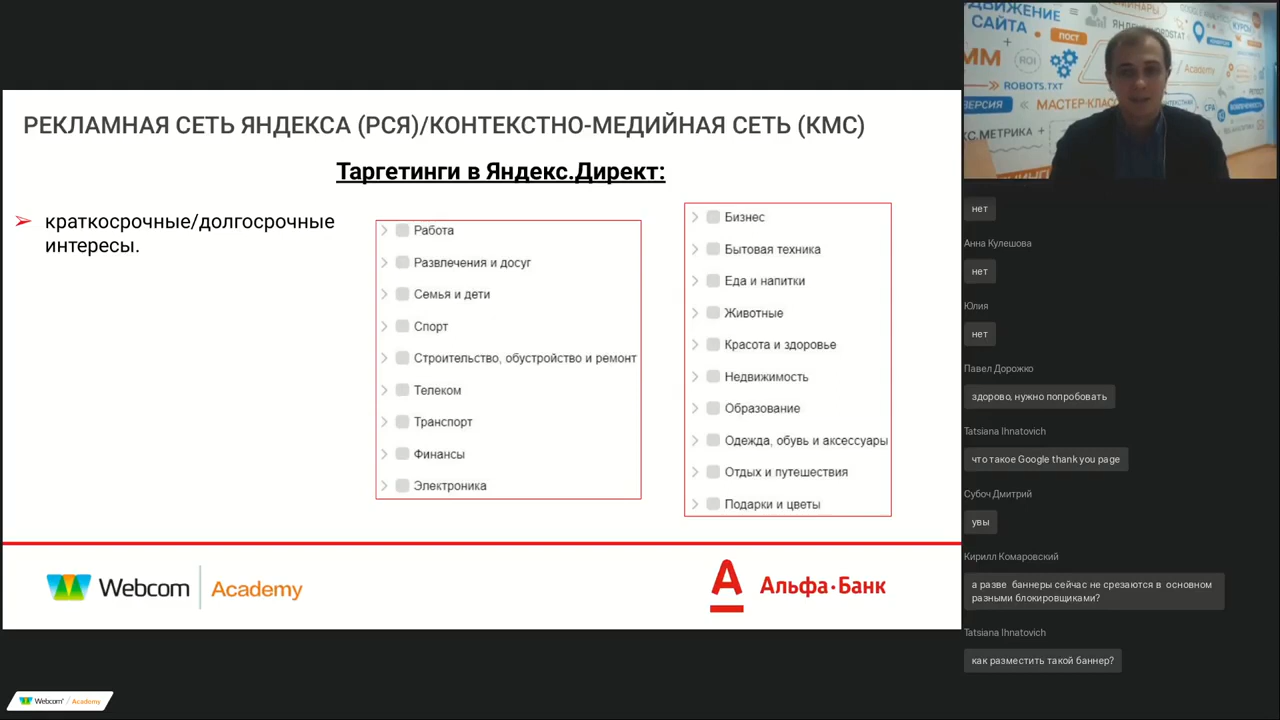 РЕКЛАМНАЯ СЕТЬ ЯНДЕКСА (РСЯ)/КОНТЕКСТНО-МЕДИЙНАЯ СЕТЬ (КМС)
Таргетинги в Яндекс.Директ:
краткосрочные/долгосрочные
интересы.
Работа
Развлечения и досуг
Семья и дети
Спорт
Строительство, обустройство и ремонт
Телеком
Транспорт
Финансы
Электроника
Бизнес
Бытовая техника
Еда и напитки
Животные
Красота и здоровье
Недвижимость
Образование
Одежда, обувь и аксессуары
Отдых и путешествия
Подарки и цветы
Webcom Academy
Альфа·Банк
Webcom Academy
САЙТА
ПОСТ
ROI
ROBOTS.TXT
Academy
МАСТЕР-КЛАСС
нет
Анна Кулешова
нет
Юлия
нет
Павел Дорожко
здорово, нужно попробовать
Tatsiana Ihnatovich
что такое Google thank you page
Субоч Дмитрий
увы
Кирилл Комаровский
а разве баннеры сейчас не срезаются в основном
разными блокировщиками?
Tatsiana Ihnatovich
как разместить такой баннер?